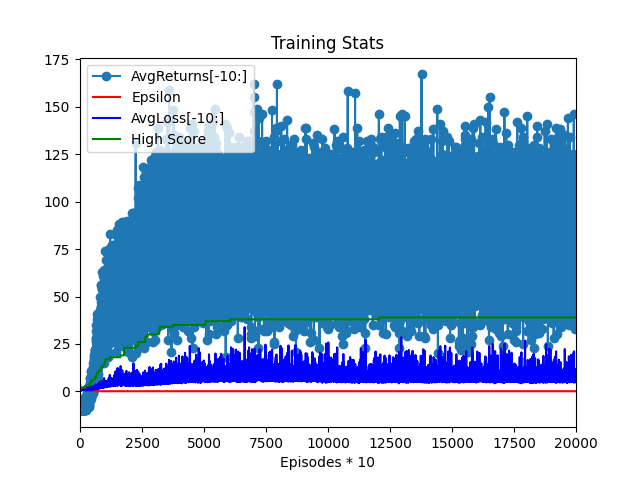 Training Stats
175
150
125
100
75
50
25
0
AvgReturns[-10:]
Epsilon
AvgLoss[-10:]
High Score
0 2500 5000 7500 10000 12500 15000 17500 20000
Episodes * 10